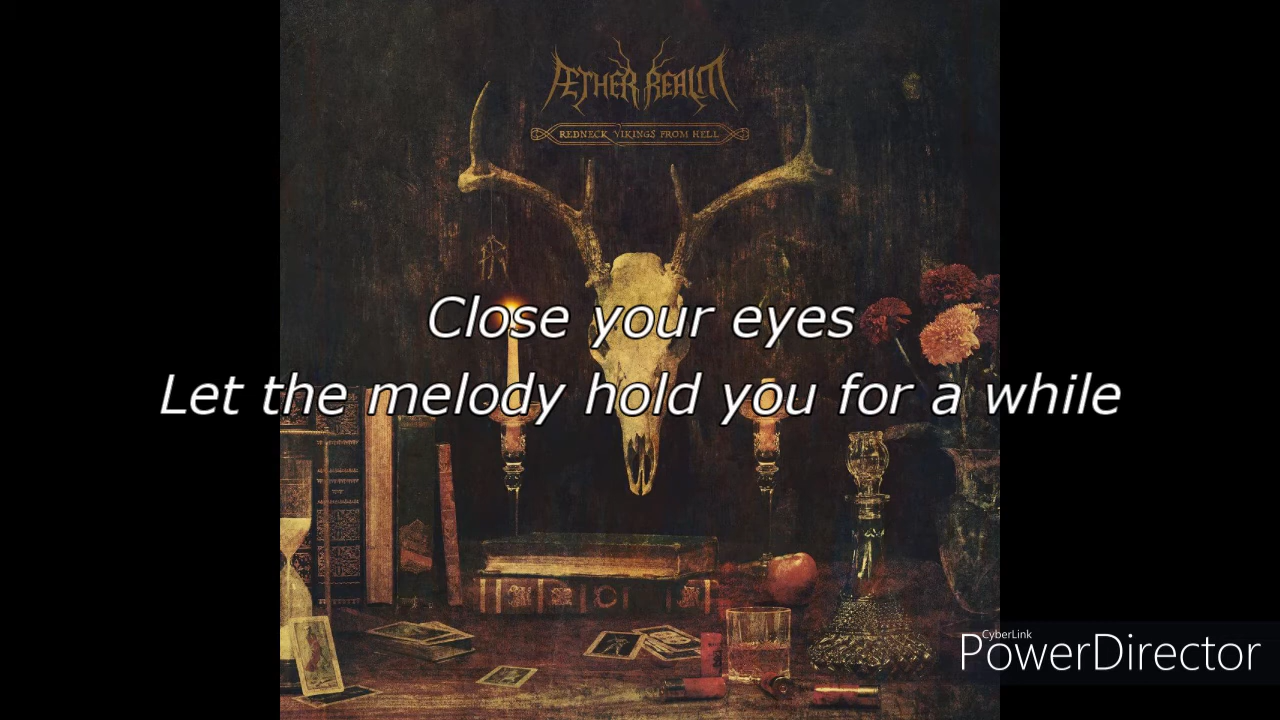 ÆTHER REALM
REDNECK VIKINGS FROM HELL
Close your eyes
Let the melody hold you for a while
CyberLink
PowerDirector